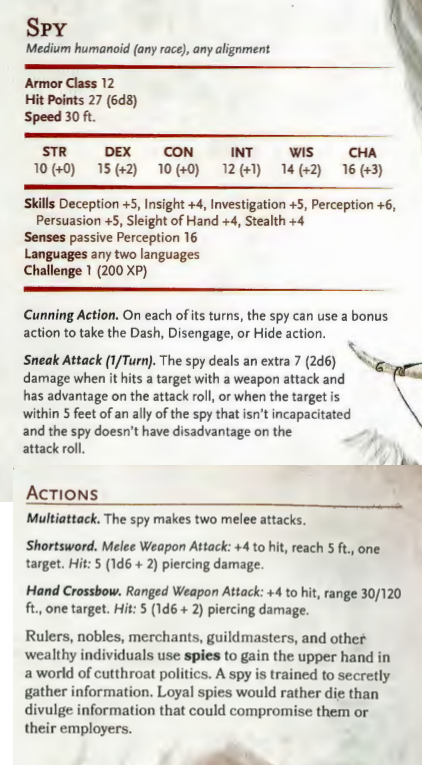 SPY
Medium humanoid (any race), any alignment
Armor Class 12
Hit Points 27 (6d8)
Speed 30 ft.
STR DEX CON INT WIS CHA
10 (+0) 15 (+2) 10 (+0) 12 (+1) 14 (+2) 16 (+3)
Skills Deception +5, Insight +4, Investigation +5, Perception +6,
Persuasion +5, Sleight of Hand +4, Stealth +4
Senses passive Perception 16
Languages any two languages
Challenge 1 (200 XP)
Cunning Action. On each of its turns, the spy can use a bonus
action to take the Dash, Disengage, or Hide action.
Sneak Attack (1/Turn). The spy deals an extra 7 (2d6)
damage when it hits a target with a weapon attack and
has advantage on the attack roll, or when the target is
within 5 feet of an ally of the spy that isn't incapacitated
and the spy doesn't have disadvantage on the
attack roll.
ACTIONS
Multiattack. The spy makes two melee attacks.
Shortsword. Melee Weapon Attack: +4 to hit, reach 5 ft., one
target. Hit: 5 (1d6 + 2) piercing damage.
Hand Crossbow. Ranged Weapon Attack: +4 to hit, range 30/120
ft., one target. Hit: 5 (1d6 + 2) piercing damage.
Rulers, nobles, merchants, guildmasters, and other
wealthy individuals use spies to gain the upper hand in
a world of cutthroat politics. A spy is trained to secretly
gather information. Loyal spies would rather die than
divulge information that could compromise them or
their employers.